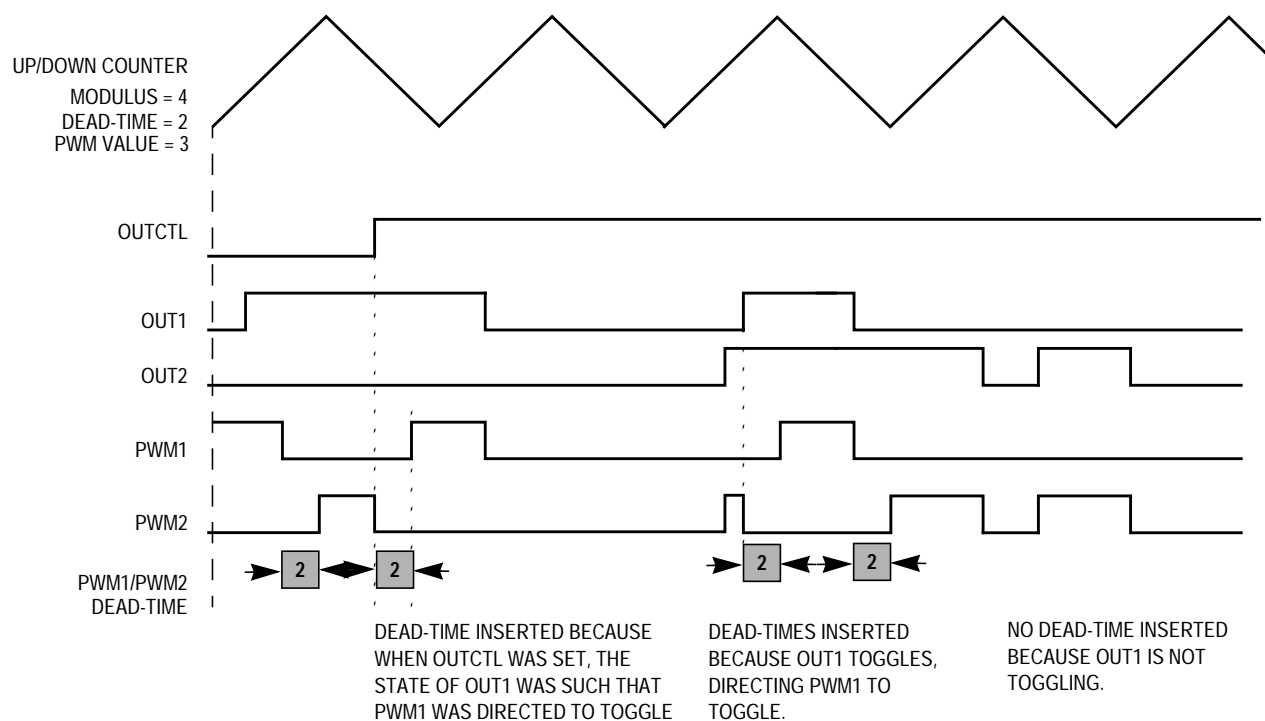 UP/DOWN COUNTER
MODULUS = 4
DEAD-TIME = 2
PWM VALUE = 3
OUTCTL
OUT1
OUT2
PWM1
PWM2
PWM1/PWM2
DEAD-TIME
2
2
2
2
DEAD-TIME INSERTED BECAUSE
WHEN OUTCTL WAS SET, THE
STATE OF OUT1 WAS SUCH THAT
PWM1 WAS DIRECTED TO TOGGLE
DEAD-TIMES INSERTED
BECAUSE OUT1 TOGGLES,
DIRECTING PWM1 TO
TOGGLE.
NO DEAD-TIME INSERTED
BECAUSE OUT1 IS NOT
TOGGLING.